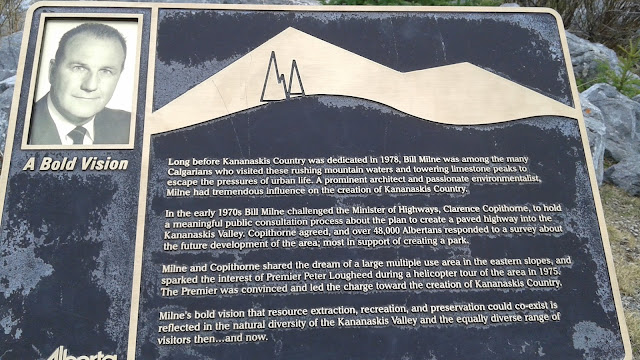 A Bold Vision
Long before Kananaskis Country was dedicated in 1978, Bill Milne was among the many
Calgarians who visited these rushing mountain waters and towering limestone peaks to
escape the pressures of urban life. A prominent architect and passionate environmentalist,
Milne had tremendous influence on the creation of Kananaskis Country.
In the early 1970s Bill Milne challenged the Minister of Highways, Clarence Copithorne, to hold
a meaningful public consultation process about the plan to create a paved highway into the
Kananaskis Valley. Copithorne agreed, and over 48,000 Albertans responded to a survey about
the future development of the area; most in support of creating a park.
Milne and Copithorne shared the dream of a large multiple use area in the eastern slopes, and
sparked the interest of Premier Peter Lougheed during a helicopter tour of the area in 1975.
The Premier was convinced and led the charge toward the creation of Kananaskis Country.
Milne's bold vision that resource extraction, recreation, and preservation could co-exist is
reflected in the natural diversity of the Kananaskis Valley and the equally diverse range of
visitors then...and now.
Alberta